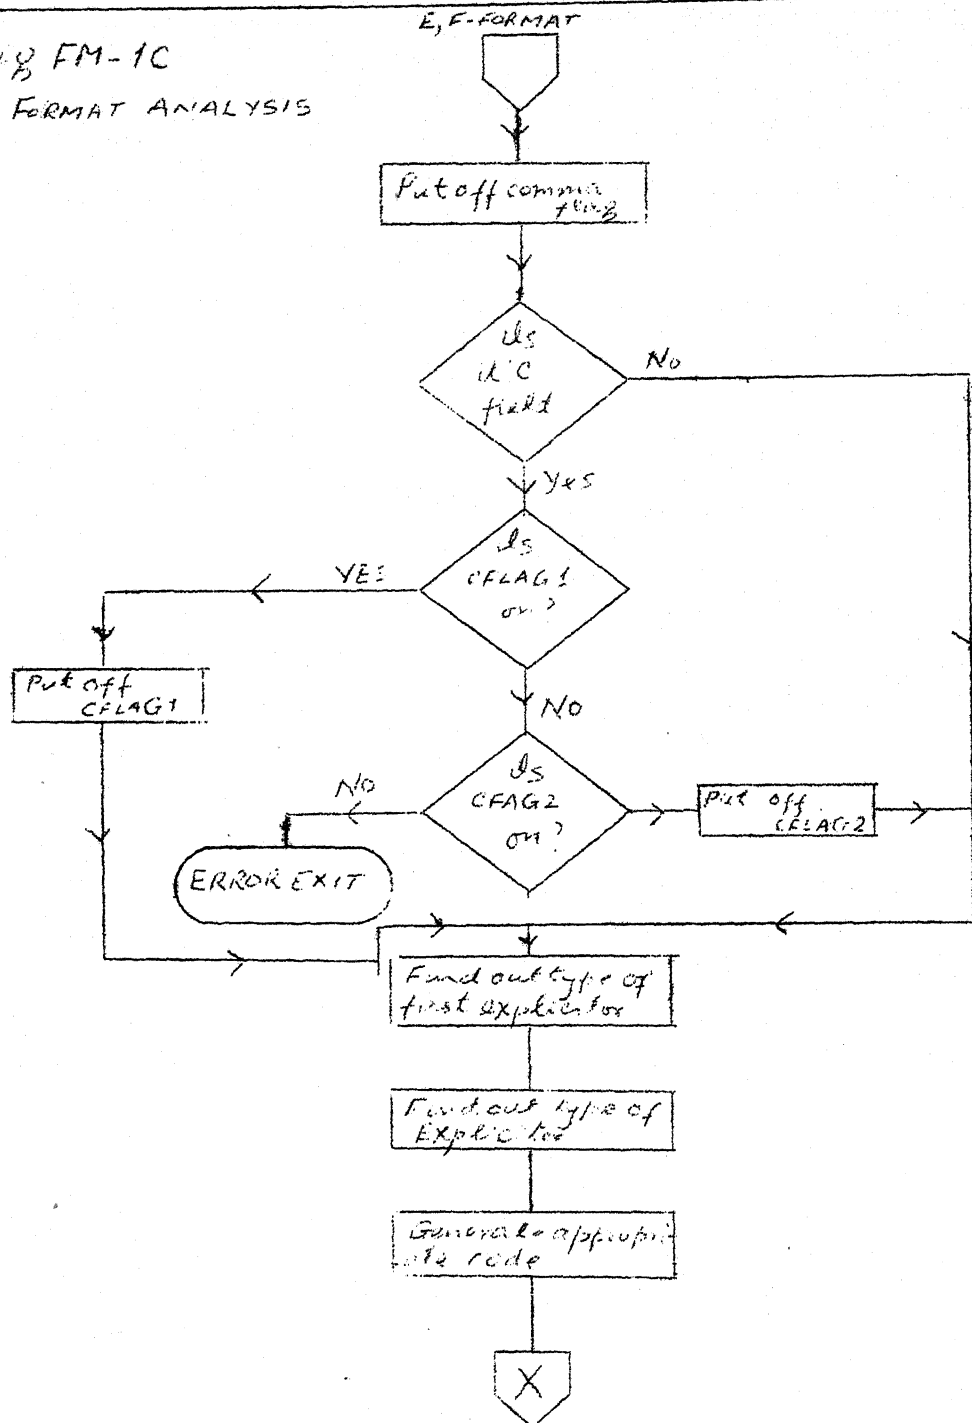 E, F-FORMAT
FM-1C
FORMAT ANALYSIS
Put off comma
flag
Is
it C
field
No
Yes
Is
CFLAG1
on?
YES
Put off
CFLAG1
NO
Is
CFAG2
on?
NO
Put off
CFLAG2
ERROR EXIT
Find out type of
first explicitor
Find out type of
Explicitor
Generate appropri-
ate code
X